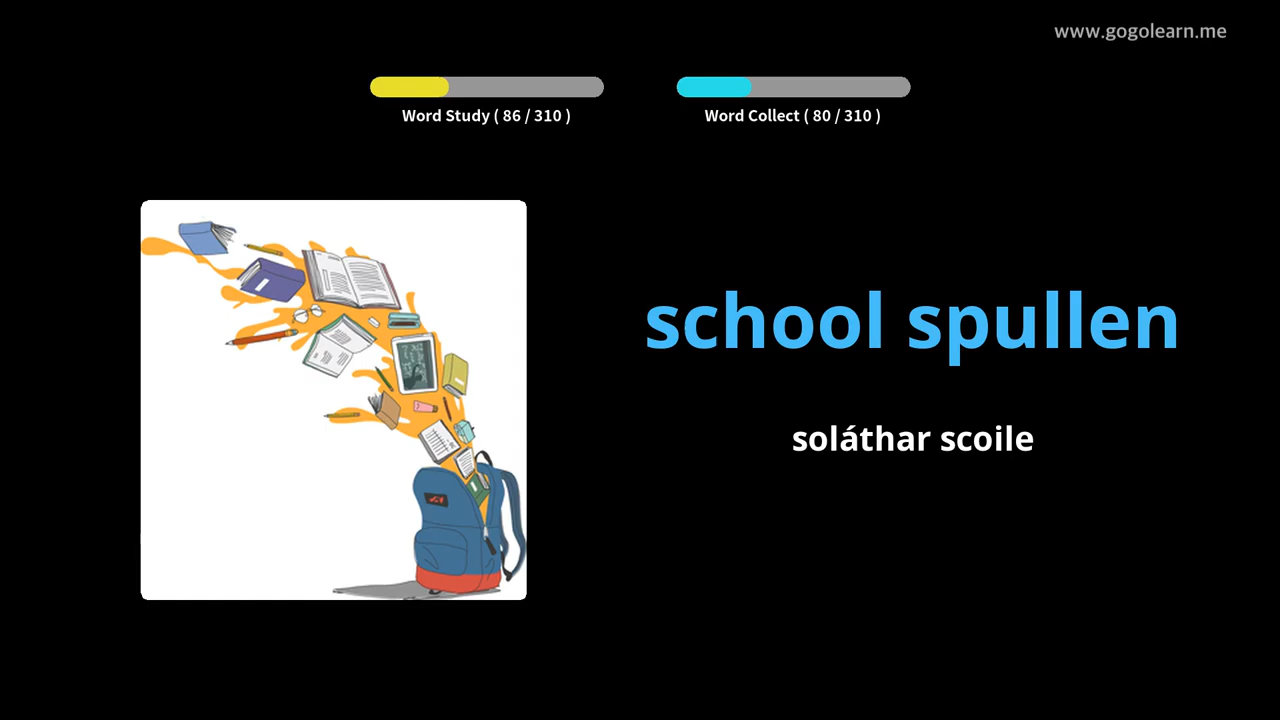 www.gogolearn.me
Word Study ( 86 / 310 )
Word Collect ( 80 / 310 )
school spullen
soláthar scoile